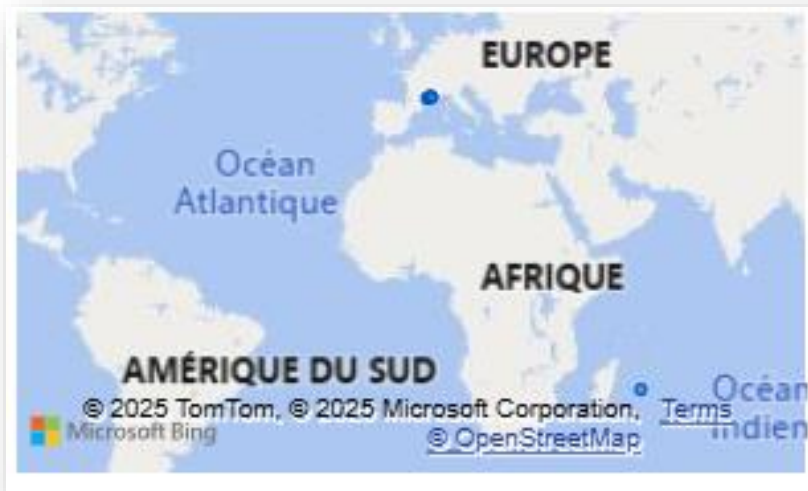 EUROPE
Océan
Atlantique
AFRIQUE
AMÉRIQUE DU SUD
Océan
Indien
© 2025 TomTom, © 2025 Microsoft Corporation, Terms
Microsoft Bing
© OpenStreetMap